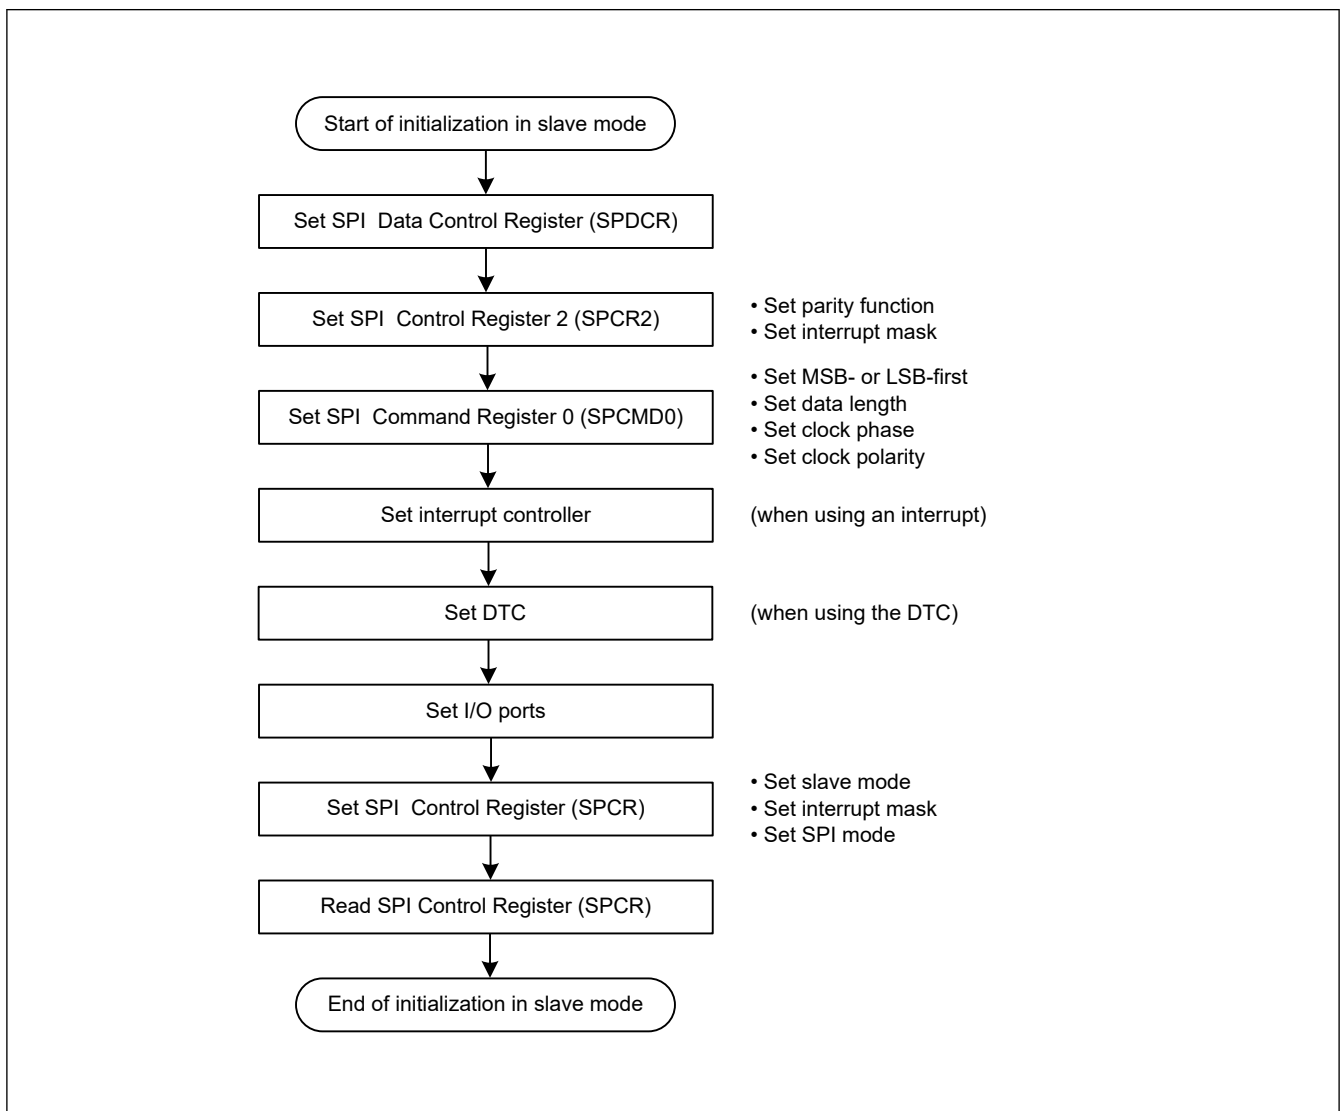 Start of initialization in slave mode
Set SPI Data Control Register (SPDCR)
Set SPI Control Register 2 (SPCR2)
• Set parity function
• Set interrupt mask
Set SPI Command Register 0 (SPCMD0)
• Set MSB- or LSB-first
• Set data length
• Set clock phase
• Set clock polarity
Set interrupt controller
(when using an interrupt)
Set DTC
(when using the DTC)
Set I/O ports
Set SPI Control Register (SPCR)
• Set slave mode
• Set interrupt mask
• Set SPI mode
Read SPI Control Register (SPCR)
End of initialization in slave mode